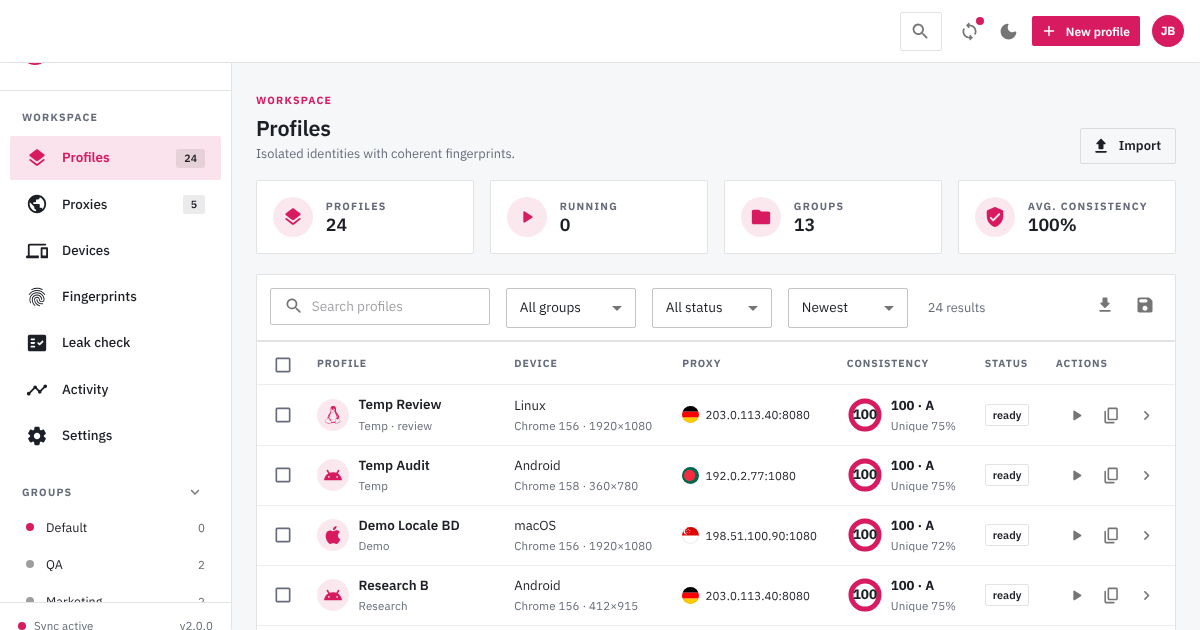 New profile
JB
WORKSPACE
Profiles 24
Proxies 5
Devices
Fingerprints
Leak check
Activity
Settings
GROUPS
Default 0
QA 2
Marketing 2
Sync active v2.0.0
WORKSPACE
Profiles
Isolated identities with coherent fingerprints.
Import
PROFILES
24
RUNNING
0
GROUPS
13
AVG. CONSISTENCY
100%
Search profiles
All groups
All status
Newest
24 results
PROFILE DEVICE PROXY CONSISTENCY STATUS ACTIONS
Temp Review Linux 203.0.113.40:8080 100 100 · A ready
Temp · review Chrome 156 · 1920×1080 Unique 75%
Temp Audit Android 192.0.2.77:1080 100 100 · A ready
Temp Chrome 158 · 360×780 Unique 75%
Demo Locale BD macOS 198.51.100.90:1080 100 100 · A ready
Demo Chrome 156 · 1920×1080 Unique 72%
Research B Android 203.0.113.40:8080 100 100 · A ready
Research Chrome 156 · 412×915 Unique 75%